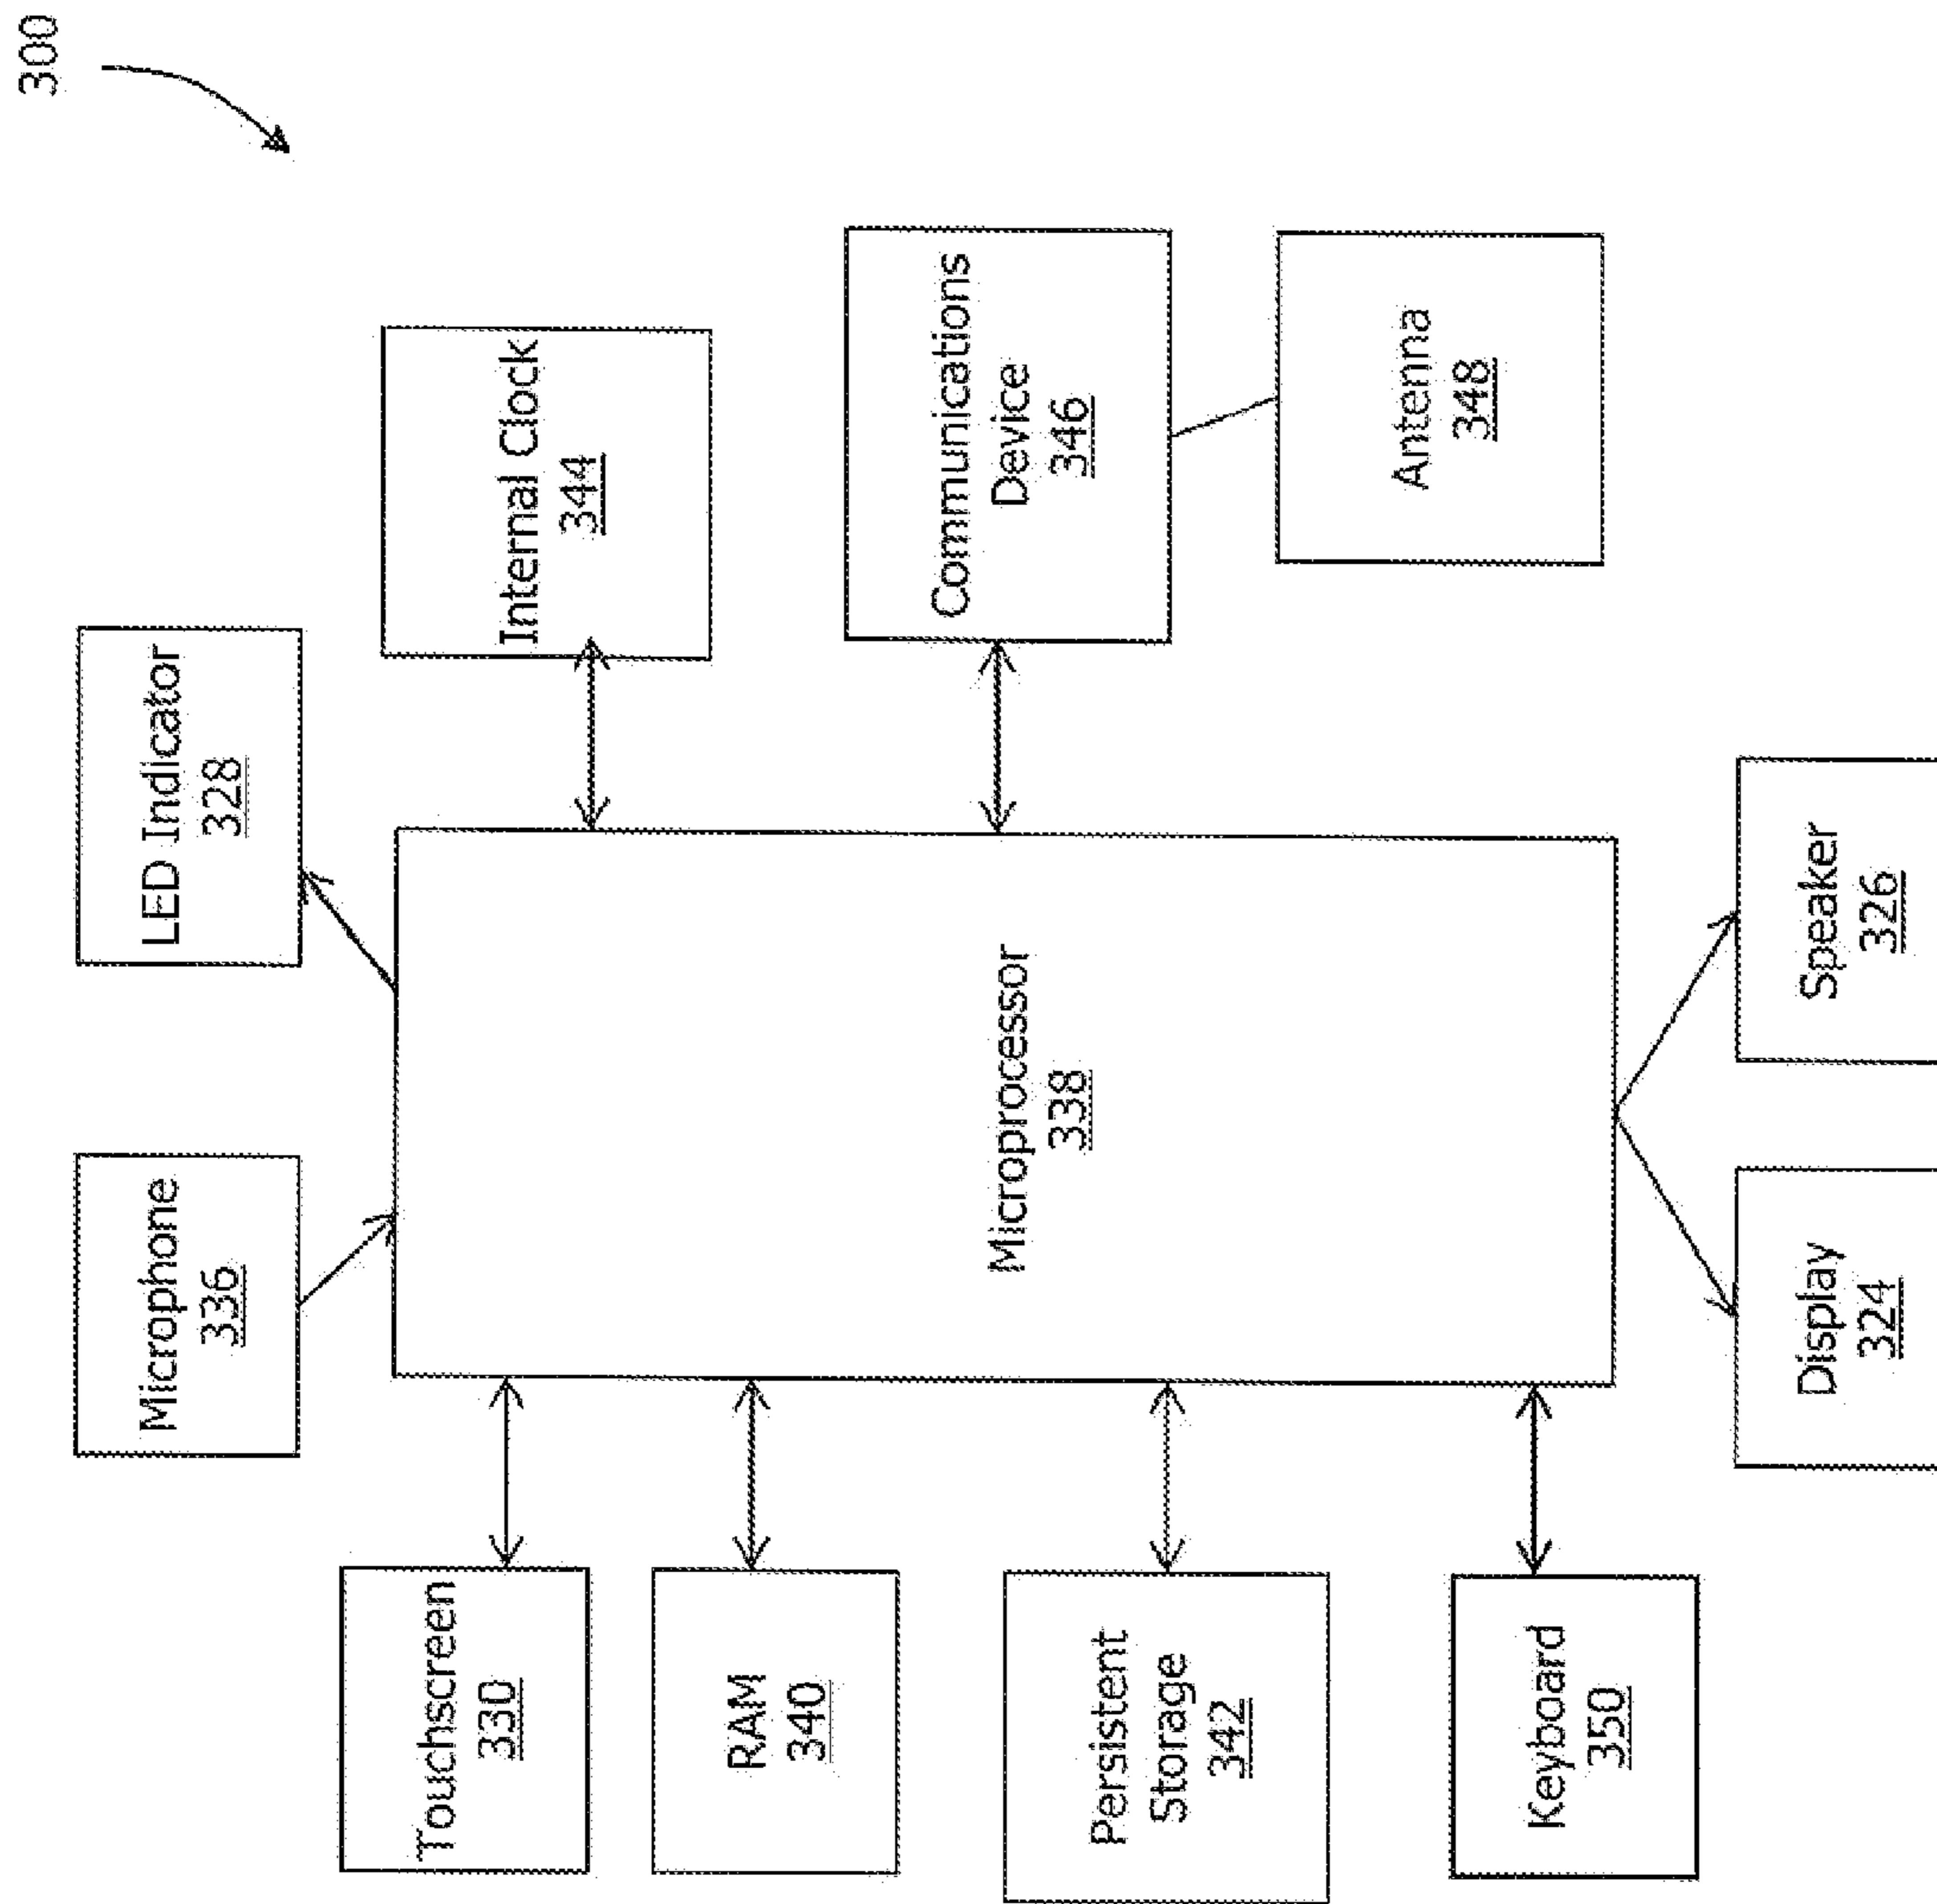 300
Microphone
336
LED Indicator
328
Touchscreen
330
RAM
340
Persistent
Storage
342
Keyboard
350
Microprocessor
338
Internal Clock
344
Communications
Device
346
Antenna
348
Display
324
Speaker
326